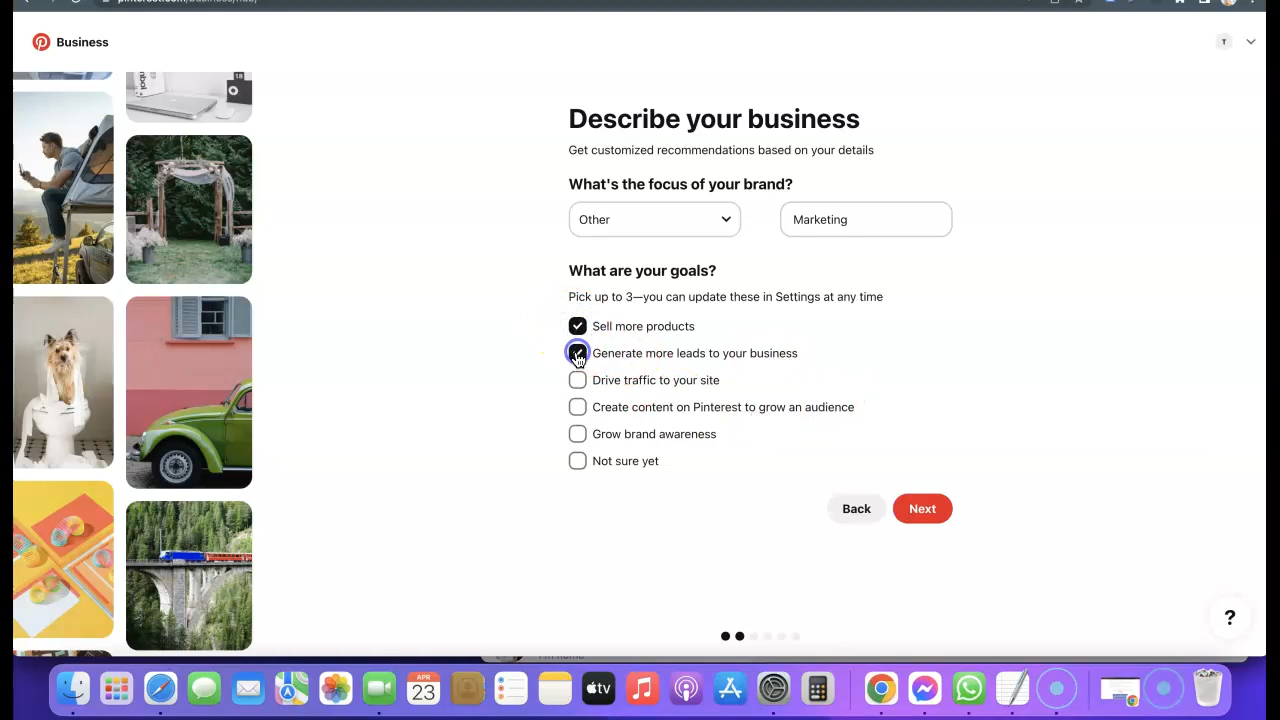 Business
T
Describe your business
Get customized recommendations based on your details
What's the focus of your brand?
Other
Marketing
What are your goals?
Pick up to 3—you can update these in Settings at any time
Sell more products
Generate more leads to your business
Drive traffic to your site
Create content on Pinterest to grow an audience
Grow brand awareness
Not sure yet
Back
Next
?
APR
23
tv
18